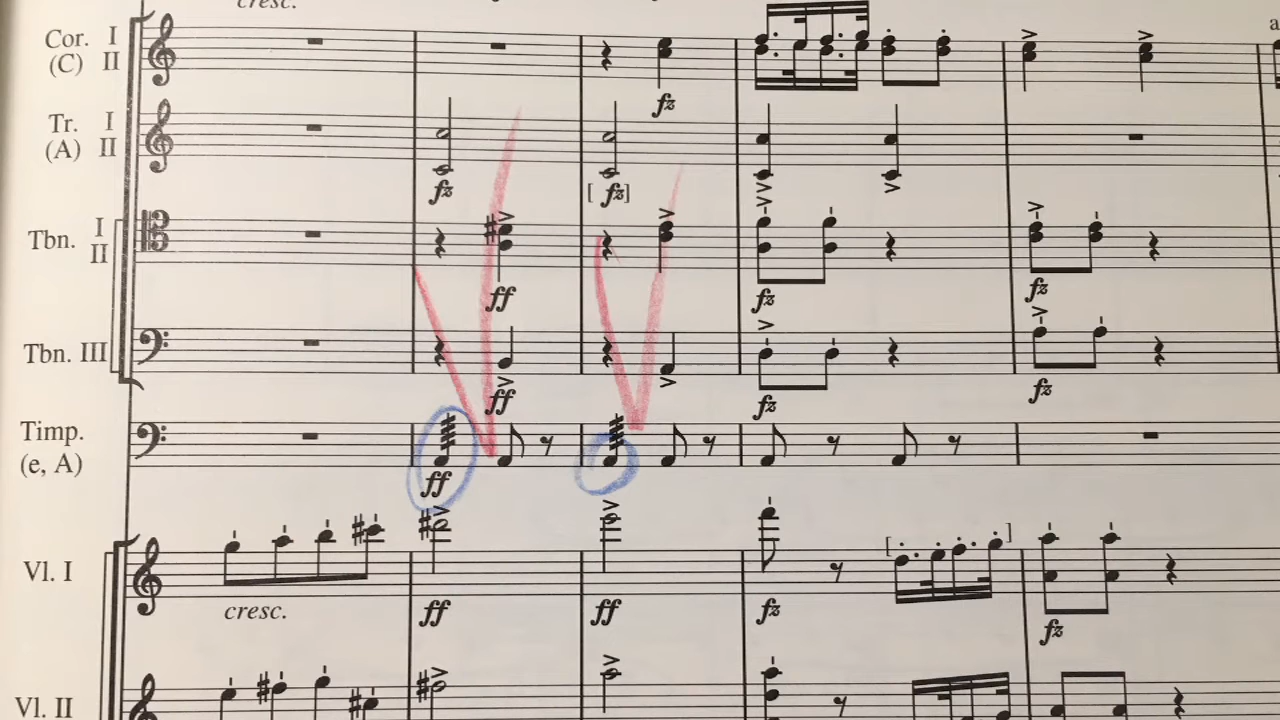 cresc.
Cor. I
(C) II
fz
a
Tr. I
(A) II
fz
[ fz]
Tbn. I
II
ff
fz
fz
Tbn. III
ff
fz
fz
Timp.
(e, A)
ff
Vl. I
cresc.
ff
ff
fz
[ ]
fz
Vl. II